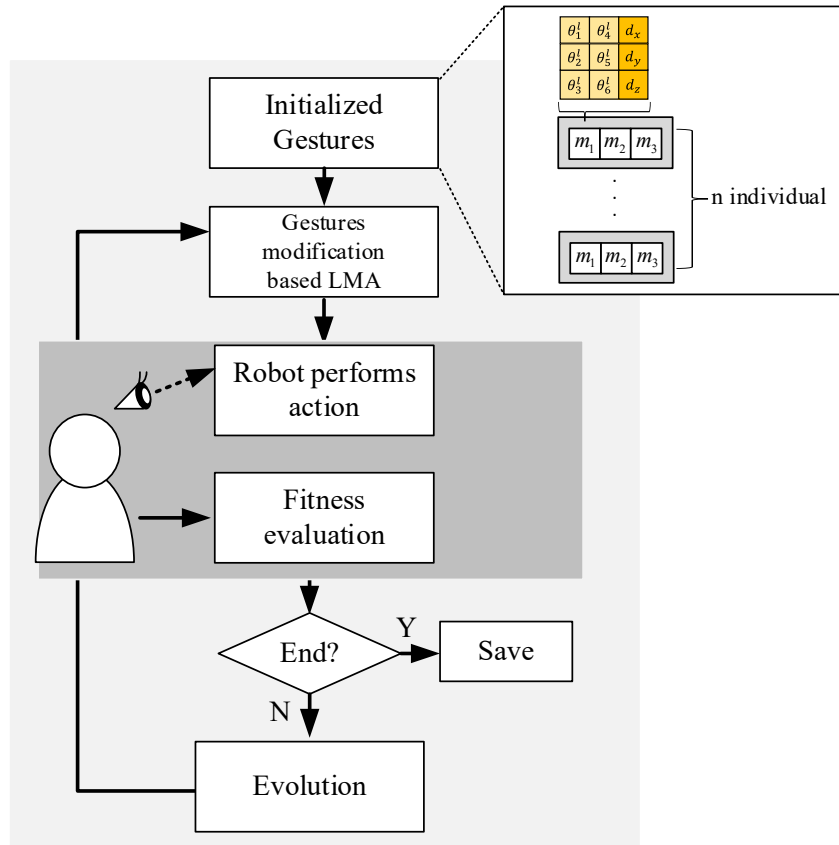 Initialized
Gestures
Gestures
modification
based LMA
Robot performs
action
Fitness
evaluation
End?
Y
Save
N
Evolution
θ₁ˡ θ₄ˡ dₓ
θ₂ˡ θ₅ˡ d_y
θ₃ˡ θ₆ˡ d_z
m₁ m₂ m₃
.
.
.
n individual
m₁ m₂ m₃